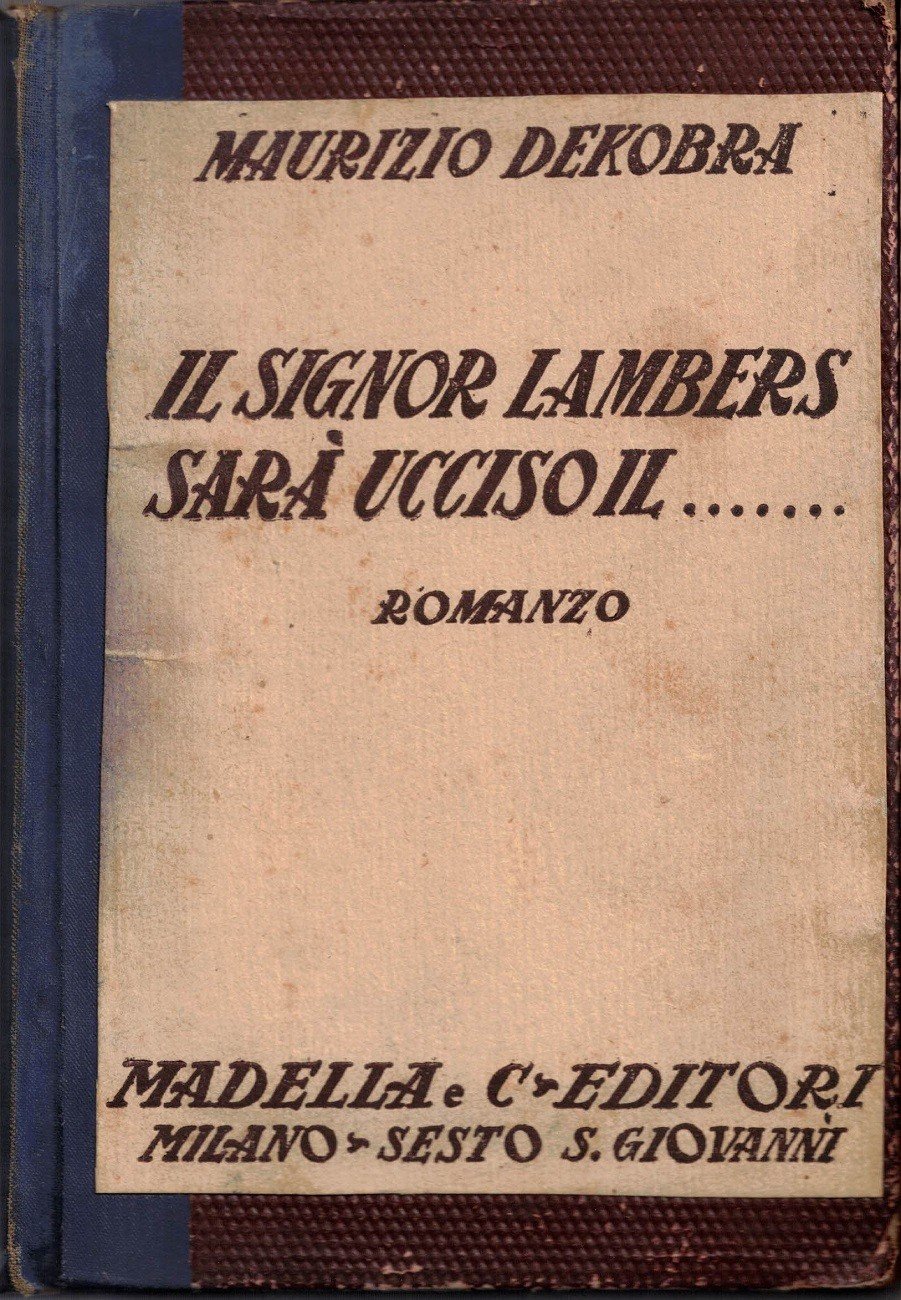 MAURIZIO DEKOBRA
IL SIGNOR LAMBERS
SARÀ UCCISO IL .......
ROMANZO
MADELLA e C - EDITORI
MILANO - SESTO S. GIOVANNI